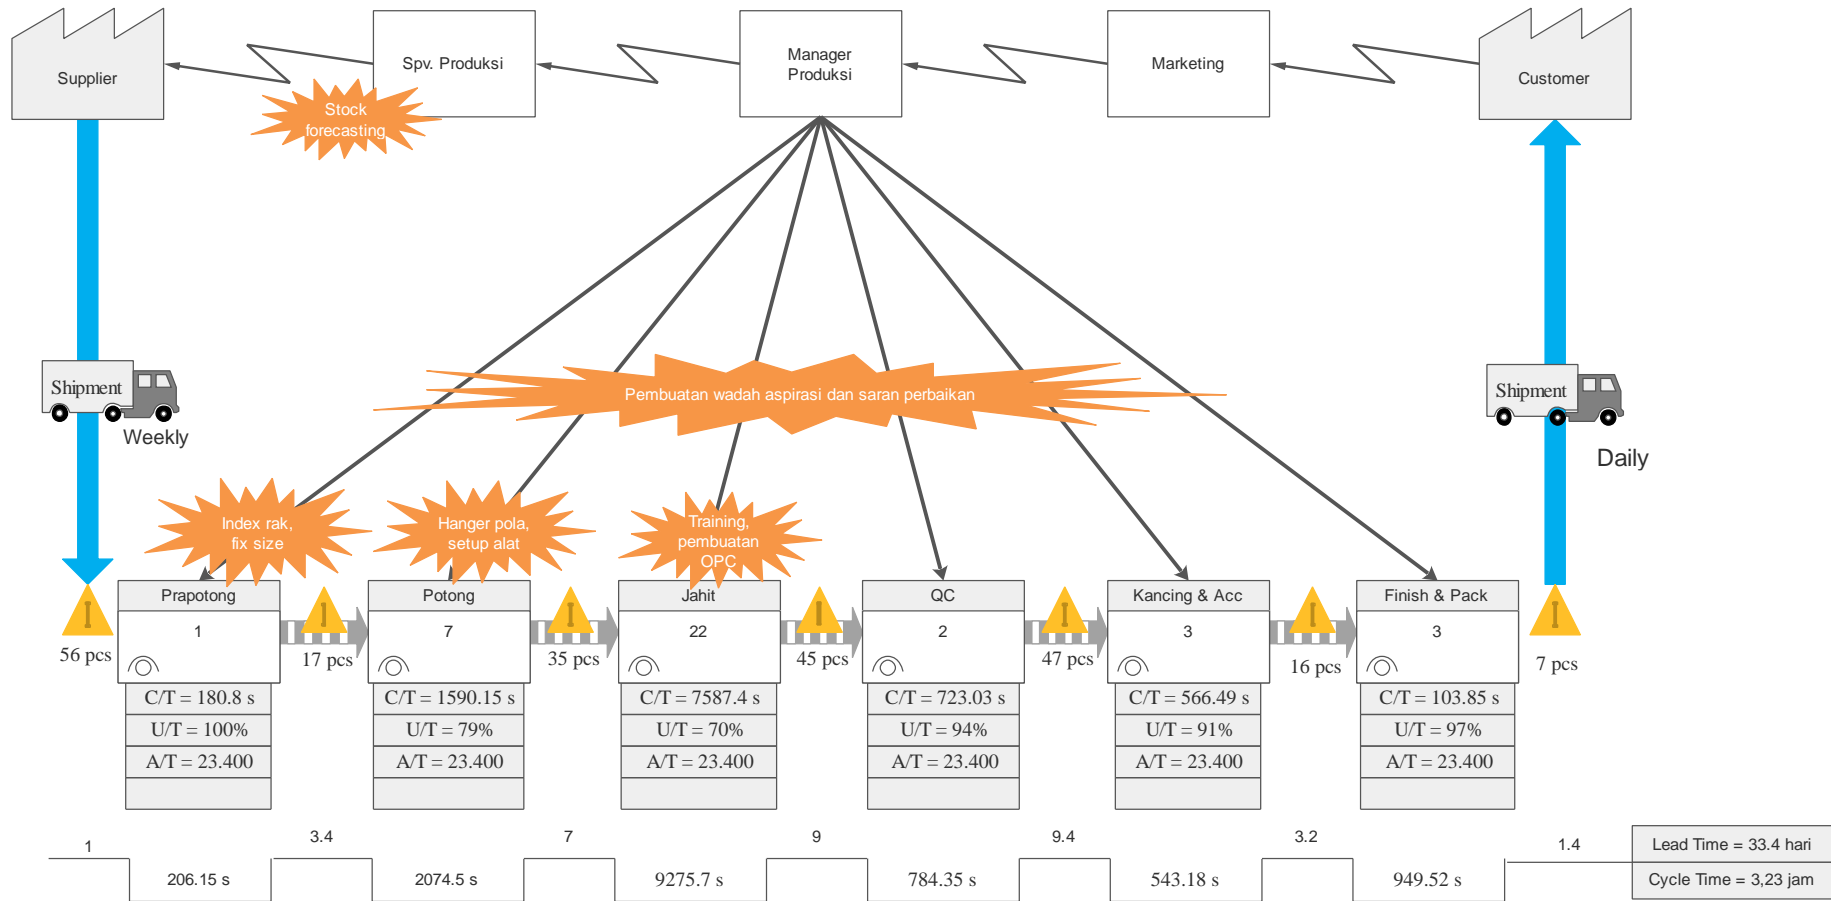 Supplier
Spv. Produksi
Manager
Produksi
Marketing
Customer
Stock
forecasting
Shipment
Weekly
Pembuatan wadah aspirasi dan saran perbaikan
Shipment
Daily
Index rak,
fix size
Hanger pola,
setup alat
Training,
pembuatan
OPC
Prapotong
Potong
Jahit
QC
Kancing & Acc
Finish & Pack
1
7
22
2
3
3
56 pcs
17 pcs
35 pcs
45 pcs
47 pcs
16 pcs
7 pcs
C/T = 180.8 s
C/T = 1590.15 s
C/T = 7587.4 s
C/T = 723.03 s
C/T = 566.49 s
C/T = 103.85 s
U/T = 100%
U/T = 79%
U/T = 70%
U/T = 94%
U/T = 91%
U/T = 97%
A/T = 23.400
A/T = 23.400
A/T = 23.400
A/T = 23.400
A/T = 23.400
A/T = 23.400
1
3.4
7
9
9.4
3.2
1.4
Lead Time = 33.4 hari
206.15 s
2074.5 s
9275.7 s
784.35 s
543.18 s
949.52 s
Cycle Time = 3,23 jam